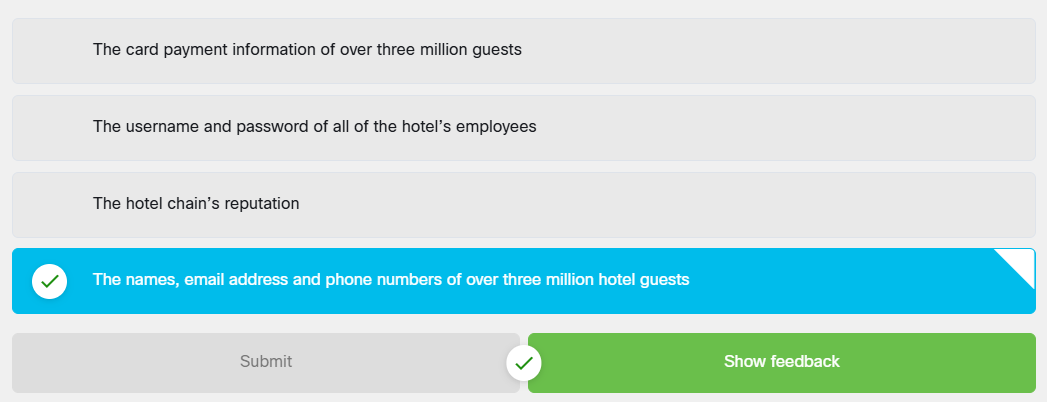 The card payment information of over three million guests
The username and password of all of the hotel’s employees
The hotel chain’s reputation
The names, email address and phone numbers of over three million hotel guests
Submit
Show feedback